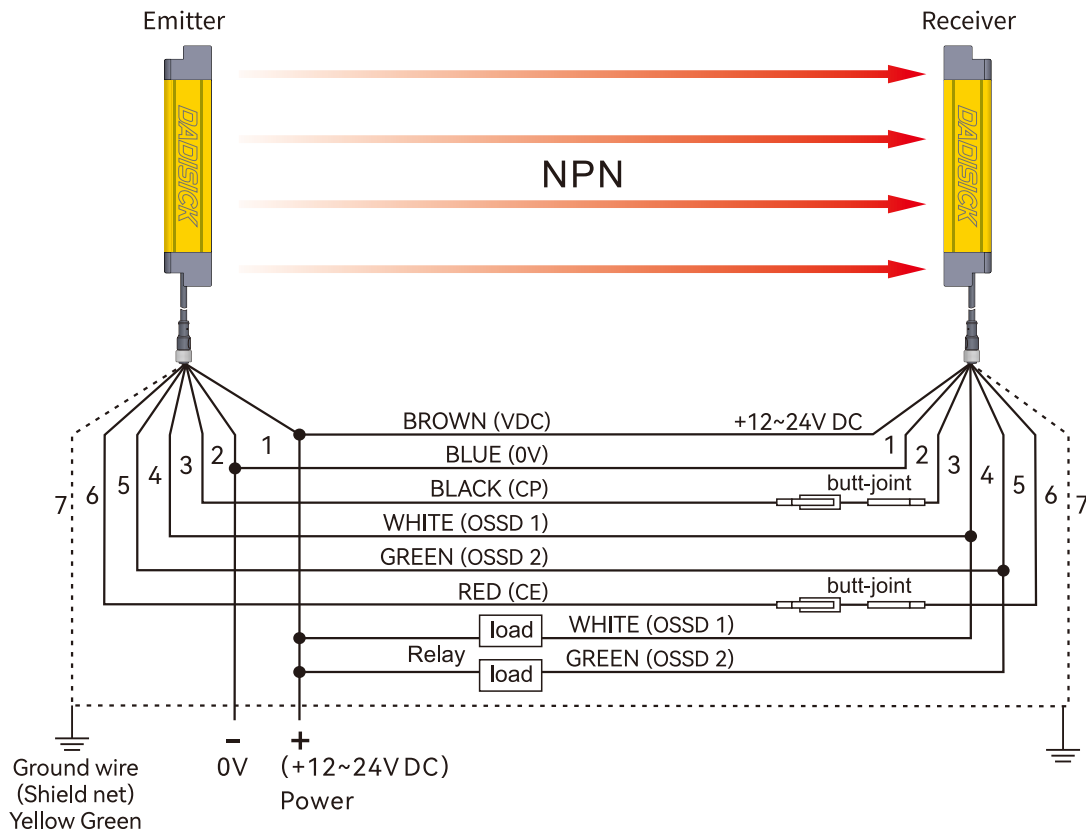 Emitter
Receiver
DADISICK
DADISICK
NPN
BROWN (VDC)
+12~24V DC
BLUE (0V)
BLACK (CP)
butt-joint
WHITE (OSSD 1)
GREEN (OSSD 2)
RED (CE)
butt-joint
load
WHITE (OSSD 1)
Relay
load
GREEN (OSSD 2)
7
6
5
4
3
2
1
1
2
3
4
5
6
7
-
+
0V
(+12~24V DC)
Power
Ground wire
(Shield net)
Yellow Green